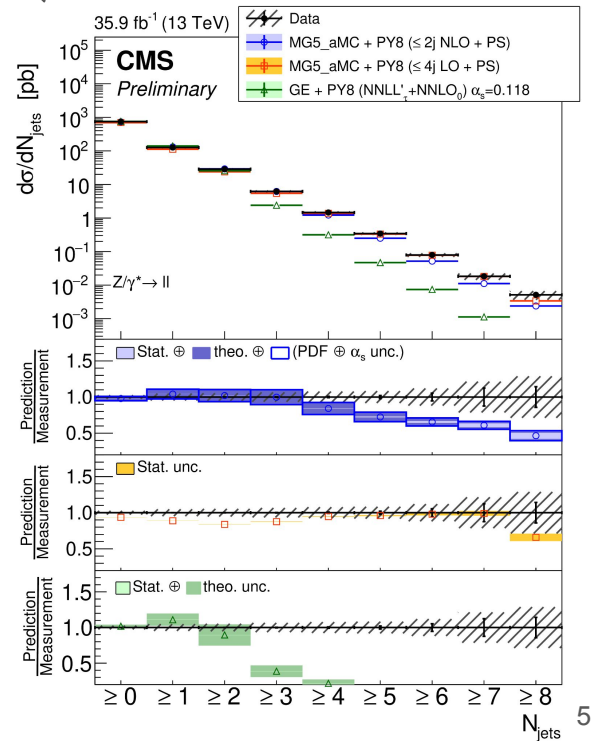 35.9 fb⁻¹ (13 TeV)
Data
MG5_aMC + PY8 (≤ 2j NLO + PS)
MG5_aMC + PY8 (≤ 4j LO + PS)
GE + PY8 (NNLL'τ+NNLO₀) αₛ=0.118
CMS
Preliminary
dσ/dN_jets [pb]
10⁵
10⁴
10³
10²
10
1
10⁻¹
10⁻²
10⁻³
Z/γ*→ ll
Stat. ⊕ theo. ⊕ (PDF ⊕ αₛ unc.)
Prediction
Measurement
1.5
1.0
0.5
Stat. unc.
Prediction
Measurement
1.5
1.0
0.5
Stat. ⊕ theo. unc.
Prediction
Measurement
1.5
1.0
0.5
≥ 0 ≥ 1 ≥ 2 ≥ 3 ≥ 4 ≥ 5 ≥ 6 ≥ 7 ≥ 8
N_jets
5